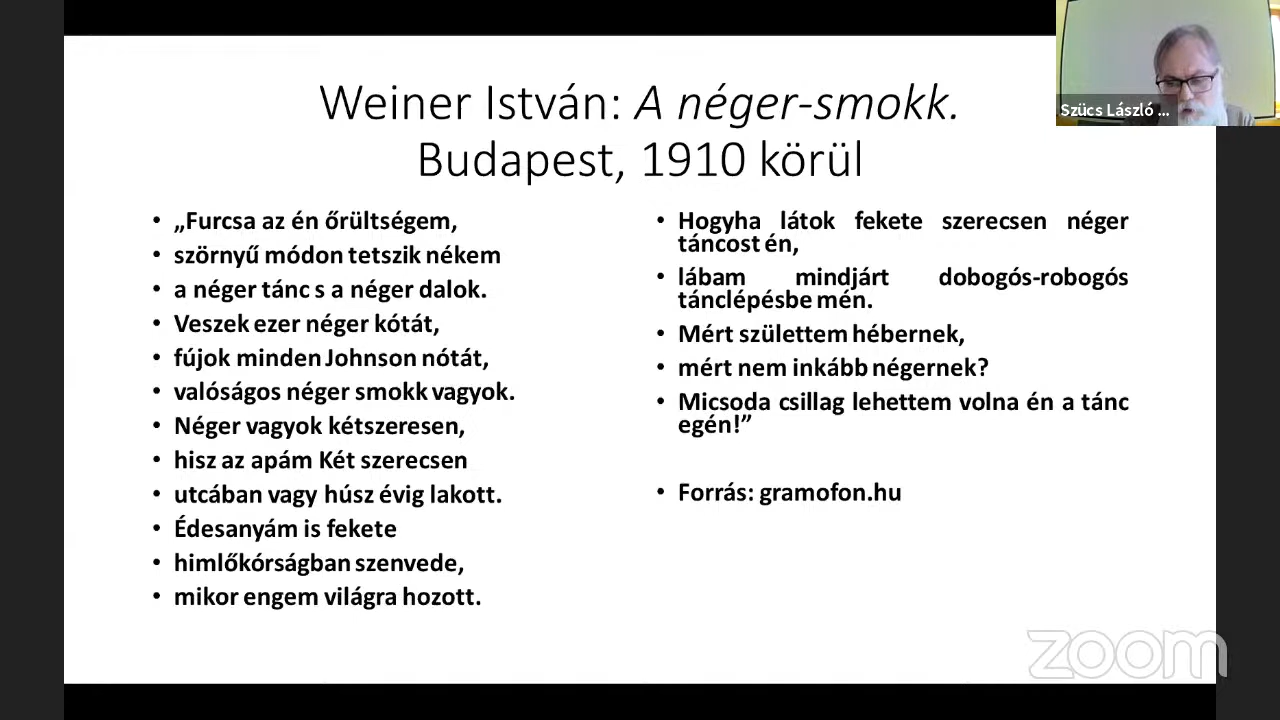 Weiner István: A néger-smokk.
Budapest, 1910 körül
Szücs László ...
• „Furcsa az én őrültségem,
• szörnyű módon tetszik nékem
• a néger tánc s a néger dalok.
• Veszek ezer néger kótát,
• fújok minden Johnson nótát,
• valóságos néger smokk vagyok.
• Néger vagyok kétszeresen,
• hisz az apám Két szerecsen
• utcában vagy húsz évig lakott.
• Édesanyám is fekete
• himlőkórságban szenvede,
• mikor engem világra hozott.
• Hogyha látok fekete szerecsen néger
táncost én,
• lábam mindjárt dobogós-robogós
tánclépésbe mén.
• Mért születtem hébernek,
• mért nem inkább négernek?
• Micsoda csillag lehettem volna én a tánc
egén!”
• Forrás: gramofon.hu
zoom